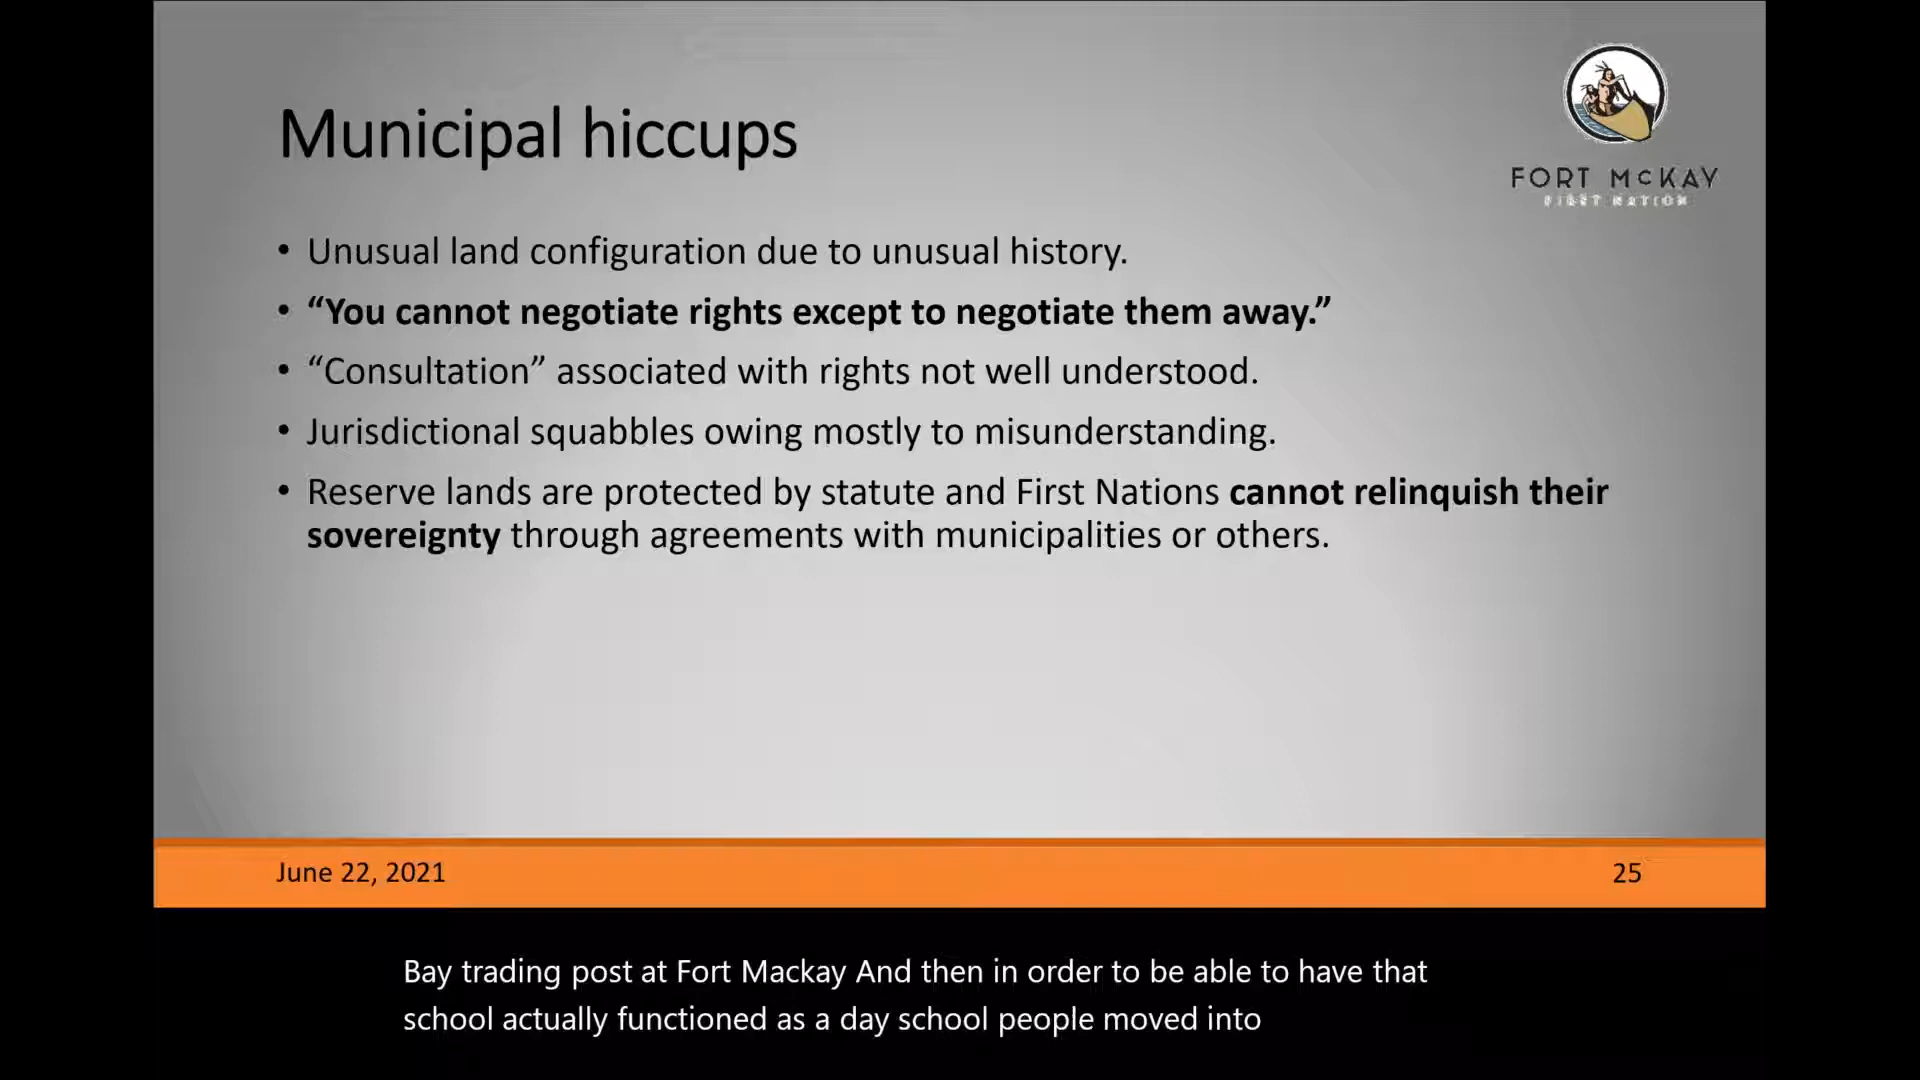 Municipal hiccups
FORT McKAY
FIRST NATION
• Unusual land configuration due to unusual history.
• “You cannot negotiate rights except to negotiate them away.”
• “Consultation” associated with rights not well understood.
• Jurisdictional squabbles owing mostly to misunderstanding.
• Reserve lands are protected by statute and First Nations cannot relinquish their
sovereignty through agreements with municipalities or others.
June 22, 2021
25
Bay trading post at Fort Mackay And then in order to be able to have that
school actually functioned as a day school people moved into